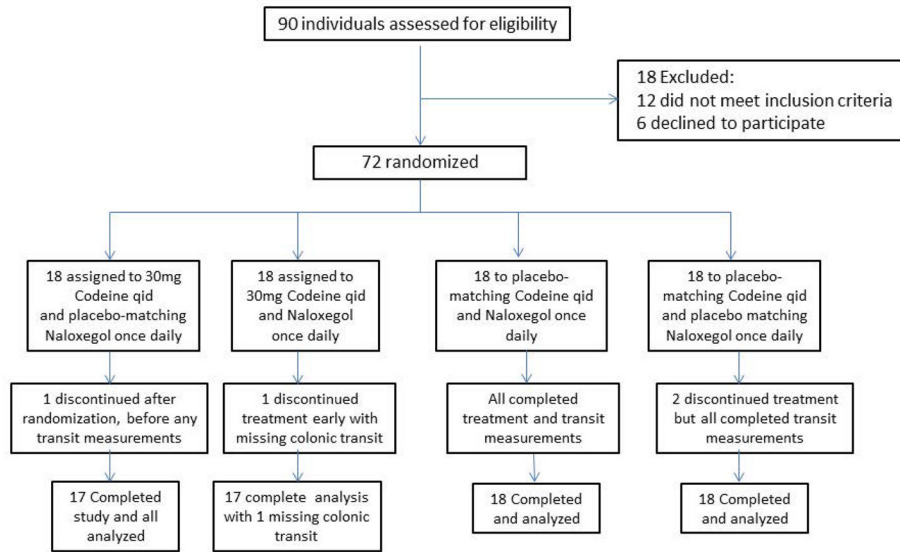 90 individuals assessed for eligibility
18 Excluded:
12 did not meet inclusion criteria
6 declined to participate
72 randomized
18 assigned to 30mg
Codeine qid
and placebo-matching
Naloxegol once daily
18 assigned to
30mg Codeine qid
and Naloxegol
once daily
18 to placebo-
matching Codeine qid
and Naloxegol once
daily
18 to placebo-
matching Codeine qid
and placebo matching
Naloxegol once daily
1 discontinued after
randomization, before any
transit measurements
1 discontinued
treatment early with
missing colonic transit
All completed
treatment and transit
measurements
2 discontinued treatment
but all completed transit
measurements
17 Completed
study and all
analyzed
17 complete analysis
with 1 missing colonic
transit
18 Completed
and analyzed
18 Completed
and analyzed